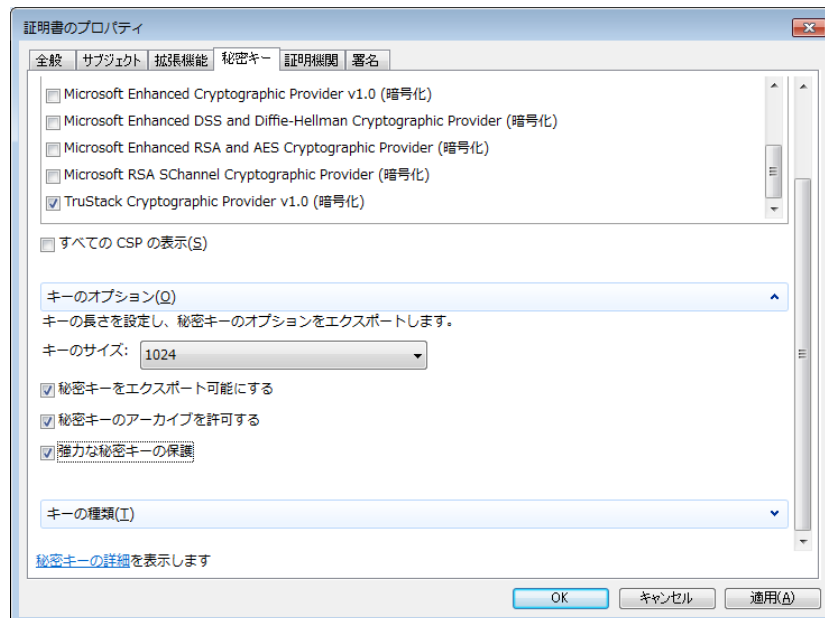 証明書のプロパティ
全般 サブジェクト 拡張機能 秘密キー 証明機関 署名
Microsoft Enhanced Cryptographic Provider v1.0 (暗号化)
Microsoft Enhanced DSS and Diffie-Hellman Cryptographic Provider (暗号化)
Microsoft Enhanced RSA and AES Cryptographic Provider (暗号化)
Microsoft RSA SChannel Cryptographic Provider (暗号化)
TruStack Cryptographic Provider v1.0 (暗号化)
すべての CSP の表示(S)
キーのオプション(O)
キーの長さを設定し、秘密キーのオプションをエクスポートします。
キーのサイズ: 1024
秘密キーをエクスポート可能にする
秘密キーのアーカイブを許可する
強力な秘密キーの保護
キーの種類(T)
秘密キーの詳細を表示します
OK キャンセル 適用(A)